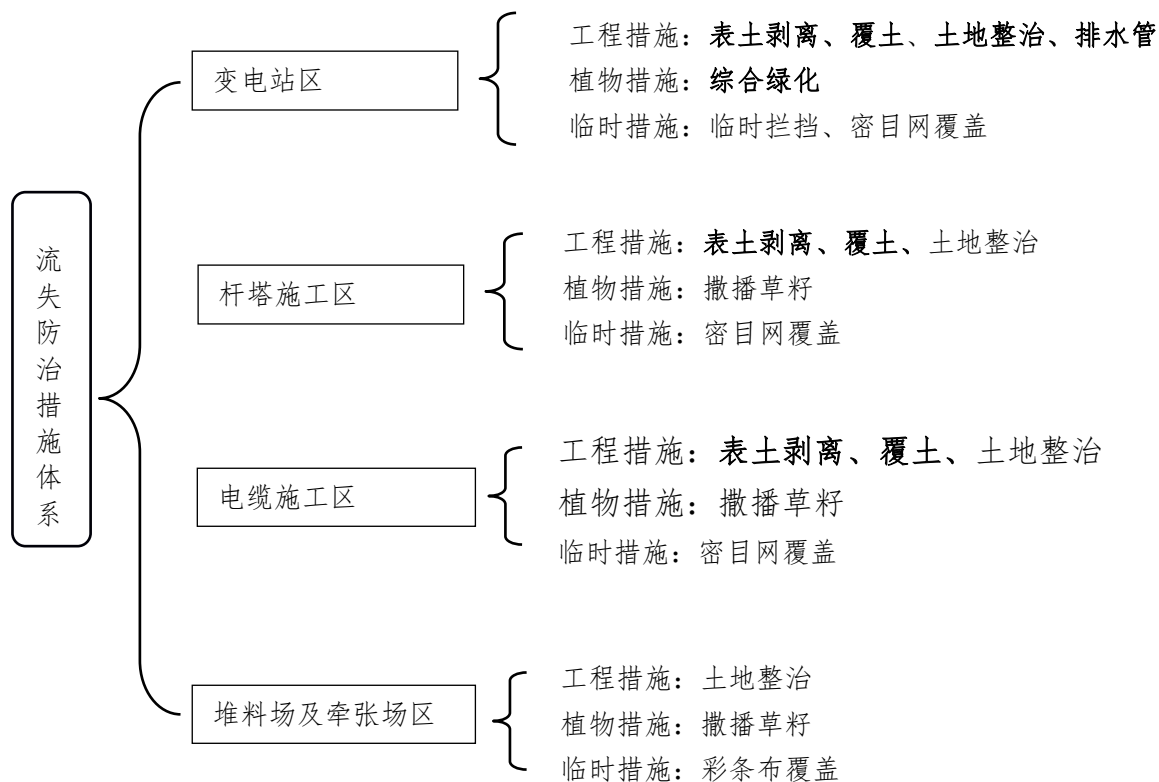 流失防治措施体系
变电站区
工程措施：表土剥离、覆土、土地整治、排水管
植物措施：综合绿化
临时措施：临时拦挡、密目网覆盖
杆塔施工区
工程措施：表土剥离、覆土、土地整治
植物措施：撒播草籽
临时措施：密目网覆盖
电缆施工区
工程措施：表土剥离、覆土、土地整治
植物措施：撒播草籽
临时措施：密目网覆盖
堆料场及牵张场区
工程措施：土地整治
植物措施：撒播草籽
临时措施：彩条布覆盖